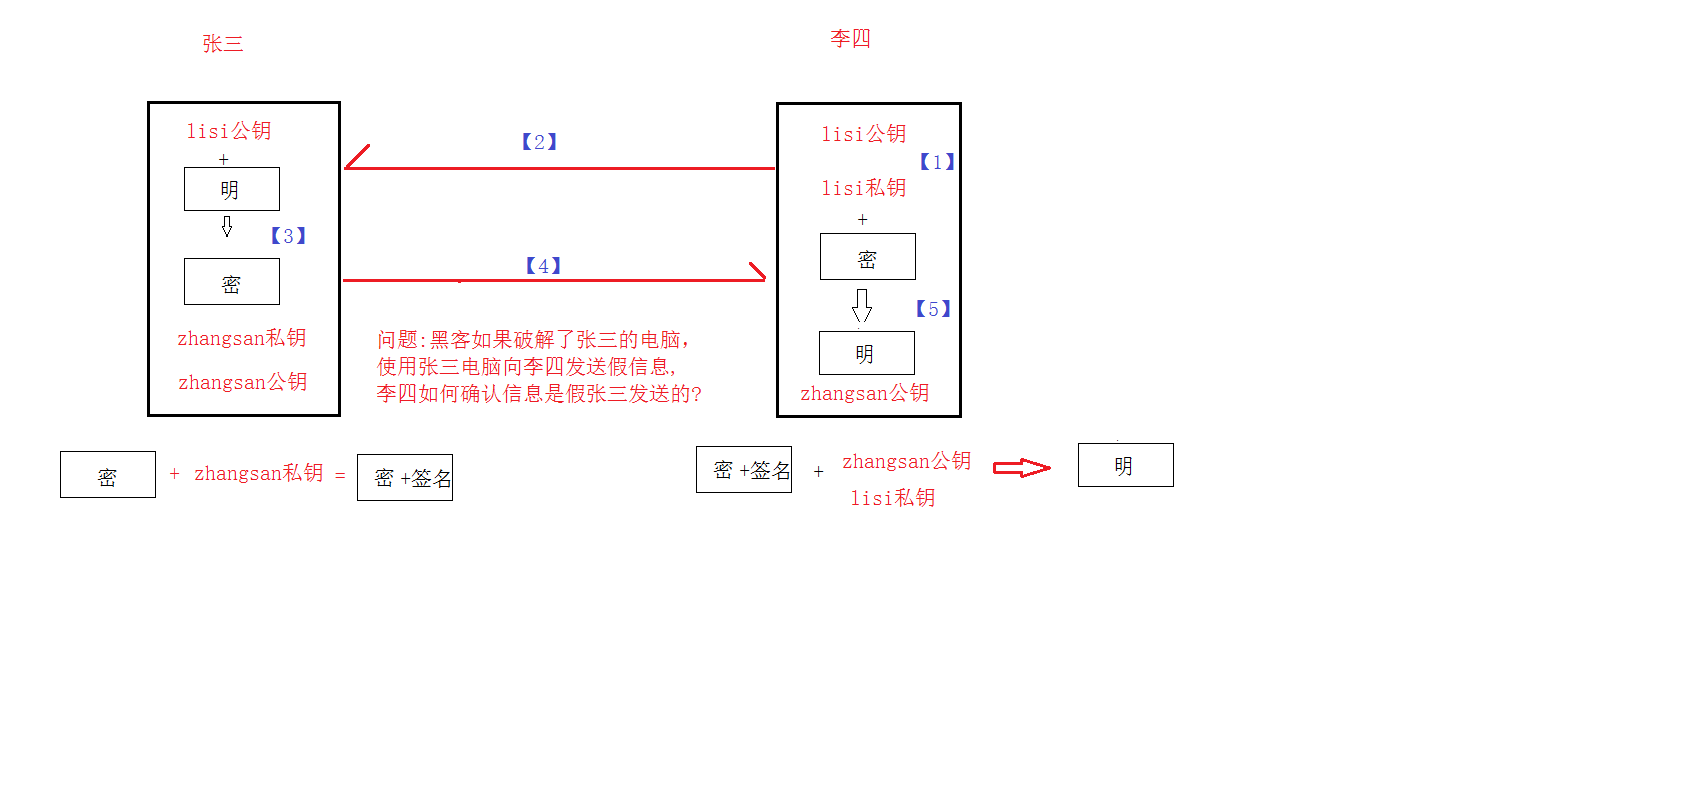 张三
李四
lisi公钥
+
明
【3】
密
zhangsan私钥
zhangsan公钥
【2】
【4】
问题:黑客如果破解了张三的电脑,
使用张三电脑向李四发送假信息,
李四如何确认信息是假张三发送的?
lisi公钥
【1】
lisi私钥
+
密
【5】
明
zhangsan公钥
密 + zhangsan私钥 = 密 +签名
密 +签名 + zhangsan公钥 明
lisi私钥